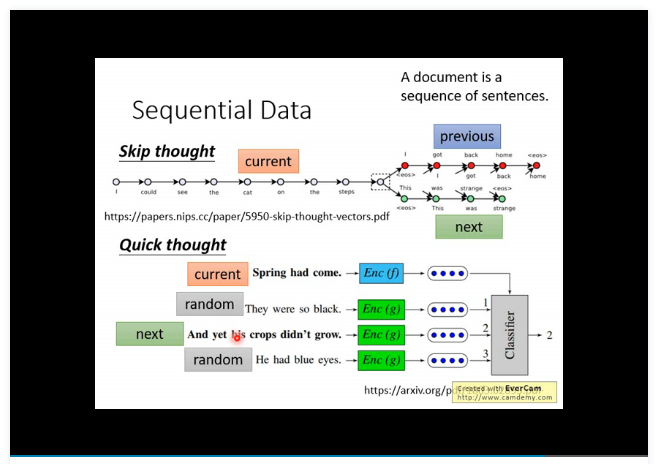 A document is a
sequence of sentences.
Sequential Data
previous
Skip thought
current
I got back home <eos>
<eos> I got back home
I could see the cat on the steps
This was strange <eos>
<eos> This was strange
https://papers.nips.cc/paper/5950-skip-thought-vectors.pdf
next
Quick thought
current Spring had come. Enc (f)
random They were so black. Enc (g) 1
next And yet his crops didn't grow. Enc (g) 2 Classifier 2
random He had blue eyes. Enc (g) 3
https://arxiv.org/
Created with EverCam.
http://www.camdemy.com